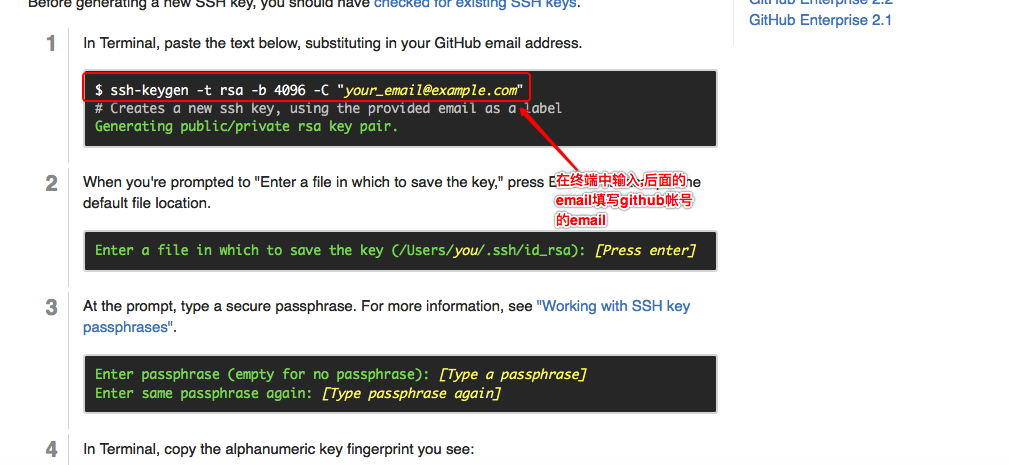 Before generating a new SSH key, you should have checked for existing SSH keys.
GitHub Enterprise 2.2
GitHub Enterprise 2.1
1 In Terminal, paste the text below, substituting in your GitHub email address.
$ ssh-keygen -t rsa -b 4096 -C "your_email@example.com"
# Creates a new ssh key, using the provided email as a label
Generating public/private rsa key pair.
2 When you're prompted to "Enter a file in which to save the key," press E
default file location.
在终端中输入,后面的
email填写github帐号
的email
Enter a file in which to save the key (/Users/you/.ssh/id_rsa): [Press enter]
3 At the prompt, type a secure passphrase. For more information, see "Working with SSH key
passphrases".
Enter passphrase (empty for no passphrase): [Type a passphrase]
Enter same passphrase again: [Type passphrase again]
4 In Terminal, copy the alphanumeric key fingerprint you see: